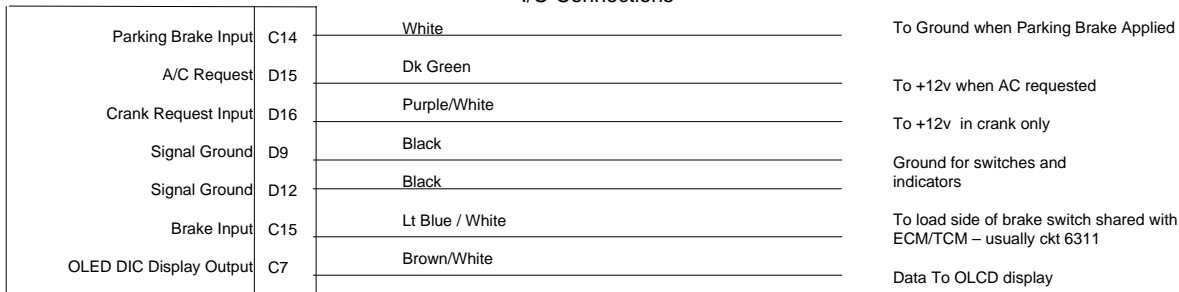 I/O Connections
Parking Brake Input C14 White To Ground when Parking Brake Applied
A/C Request D15 Dk Green To +12v when AC requested
Crank Request Input D16 Purple/White To +12v in crank only
Signal Ground D9 Black Ground for switches and
indicators
Signal Ground D12 Black
Brake Input C15 Lt Blue / White To load side of brake switch shared with
ECM/TCM – usually ckt 6311
OLED DIC Display Output C7 Brown/White Data To OLCD display